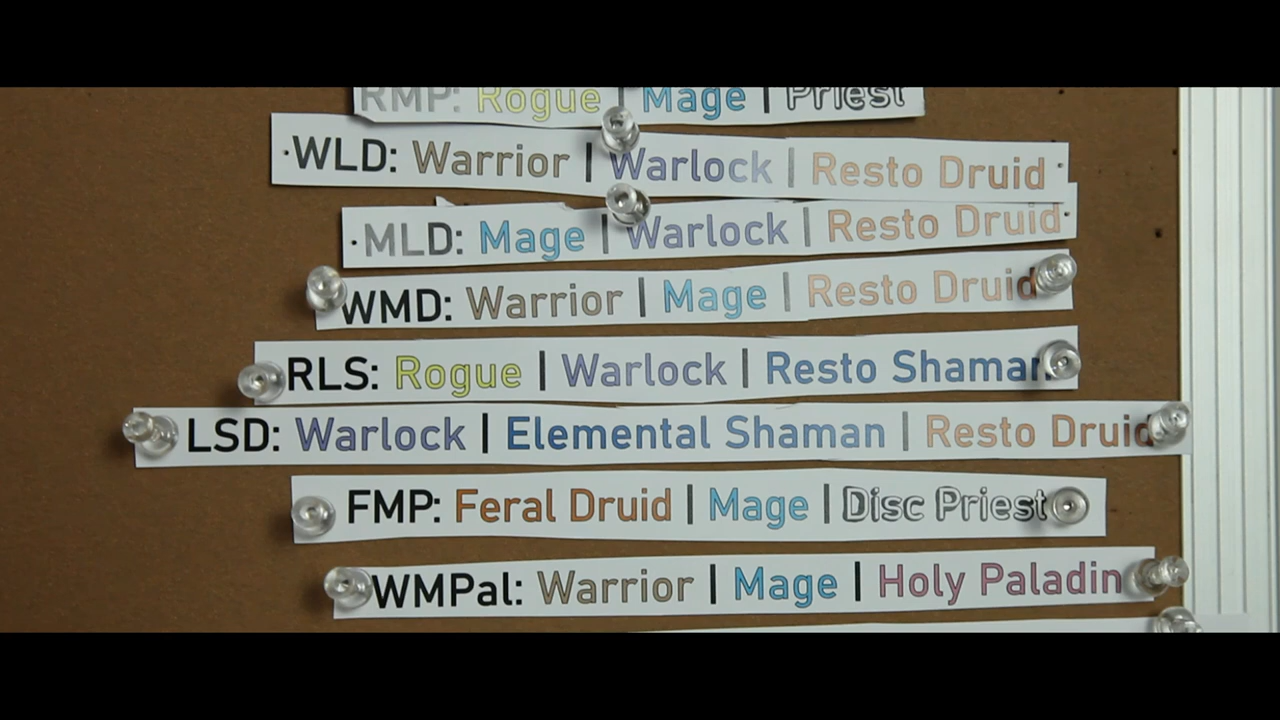 RMP: Rogue | Mage | Priest
WLD: Warrior | Warlock | Resto Druid
MLD: Mage | Warlock | Resto Druid
WMD: Warrior | Mage | Resto Druid
RLS: Rogue | Warlock | Resto Shaman
LSD: Warlock | Elemental Shaman | Resto Druid
FMP: Feral Druid | Mage | Disc Priest
WMPal: Warrior | Mage | Holy Paladin